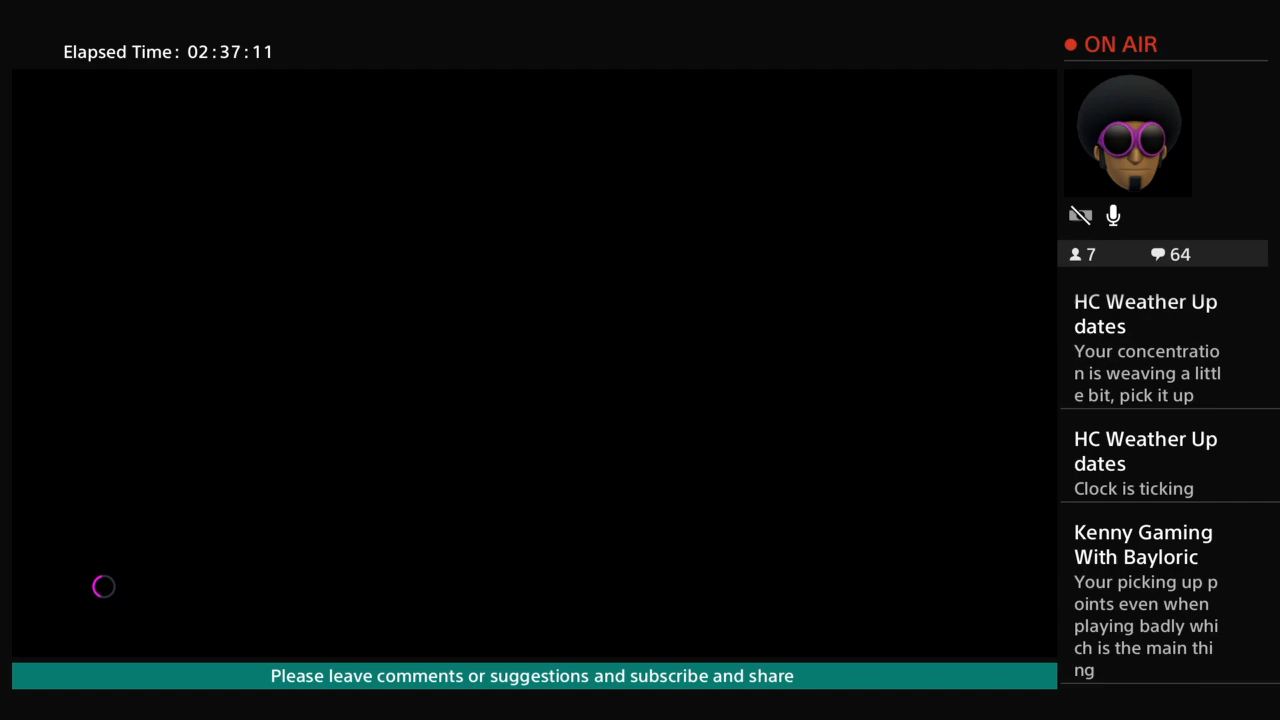 Elapsed Time: 02:37:11
ON AIR
7 64
HC Weather Up
dates
Your concentratio
n is weaving a littl
e bit, pick it up
HC Weather Up
dates
Clock is ticking
Kenny Gaming
With Bayloric
Your picking up p
oints even when
playing badly whi
ch is the main thi
ng
Please leave comments or suggestions and subscribe and share